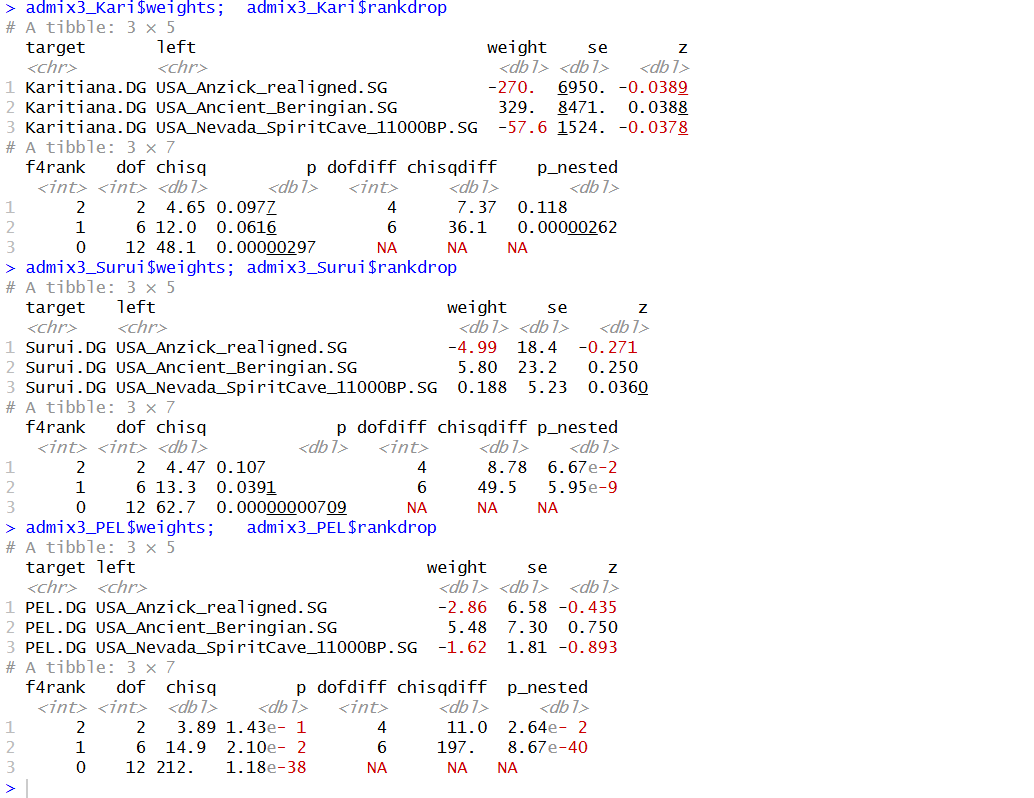 > admix3_Kari$weights;  admix3_Kari$rankdrop
# A tibble: 3 × 5
  target       left                             weight    se       z
  <chr>        <chr>                             <dbl> <dbl>   <dbl>
1 Karitiana.DG USA_Anzick_realigned.SG          -270.  6950. -0.0389
2 Karitiana.DG USA_Ancient_Beringian.SG          329.  8471.  0.0388
3 Karitiana.DG USA_Nevada_SpiritCave_11000BP.SG  -57.6 1524. -0.0378
# A tibble: 3 × 7
  f4rank   dof chisq          p dofdiff chisqdiff    p_nested
   <int> <int> <dbl>      <dbl>   <int>     <dbl>       <dbl>
1      2     2  4.65 0.0977           4      7.37  0.118
2      1     6 12.0  0.0616           6     36.1   0.00000262
3      0    12 48.1  0.00000297      NA     NA    NA
> admix3_Surui$weights; admix3_Surui$rankdrop
# A tibble: 3 × 5
  target   left                             weight    se       z
  <chr>    <chr>                             <dbl> <dbl>   <dbl>
1 Surui.DG USA_Anzick_realigned.SG          -4.99  18.4  -0.271
2 Surui.DG USA_Ancient_Beringian.SG          5.80  23.2   0.250
3 Surui.DG USA_Nevada_SpiritCave_11000BP.SG  0.188  5.23  0.0360
# A tibble: 3 × 7
  f4rank   dof chisq             p dofdiff chisqdiff p_nested
   <int> <int> <dbl>         <dbl>   <int>     <dbl>    <dbl>
1      2     2  4.47 0.107               4      8.78  6.67e-2
2      1     6 13.3  0.0391              6     49.5   5.95e-9
3      0    12 62.7  0.00000000709      NA     NA    NA
> admix3_PEL$weights;   admix3_PEL$rankdrop
# A tibble: 3 × 5
  target left                             weight    se      z
  <chr>  <chr>                             <dbl> <dbl>  <dbl>
1 PEL.DG USA_Anzick_realigned.SG           -2.86  6.58 -0.435
2 PEL.DG USA_Ancient_Beringian.SG           5.48  7.30  0.750
3 PEL.DG USA_Nevada_SpiritCave_11000BP.SG  -1.62  1.81 -0.893
# A tibble: 3 × 7
  f4rank   dof  chisq        p dofdiff chisqdiff  p_nested
   <int> <int>  <dbl>    <dbl>   <int>     <dbl>     <dbl>
1      2     2   3.89 1.43e- 1       4      11.0  2.64e- 2
2      1     6  14.9  2.10e- 2       6     197.   8.67e-40
3      0    12 212.   1.18e-38      NA      NA   NA
>